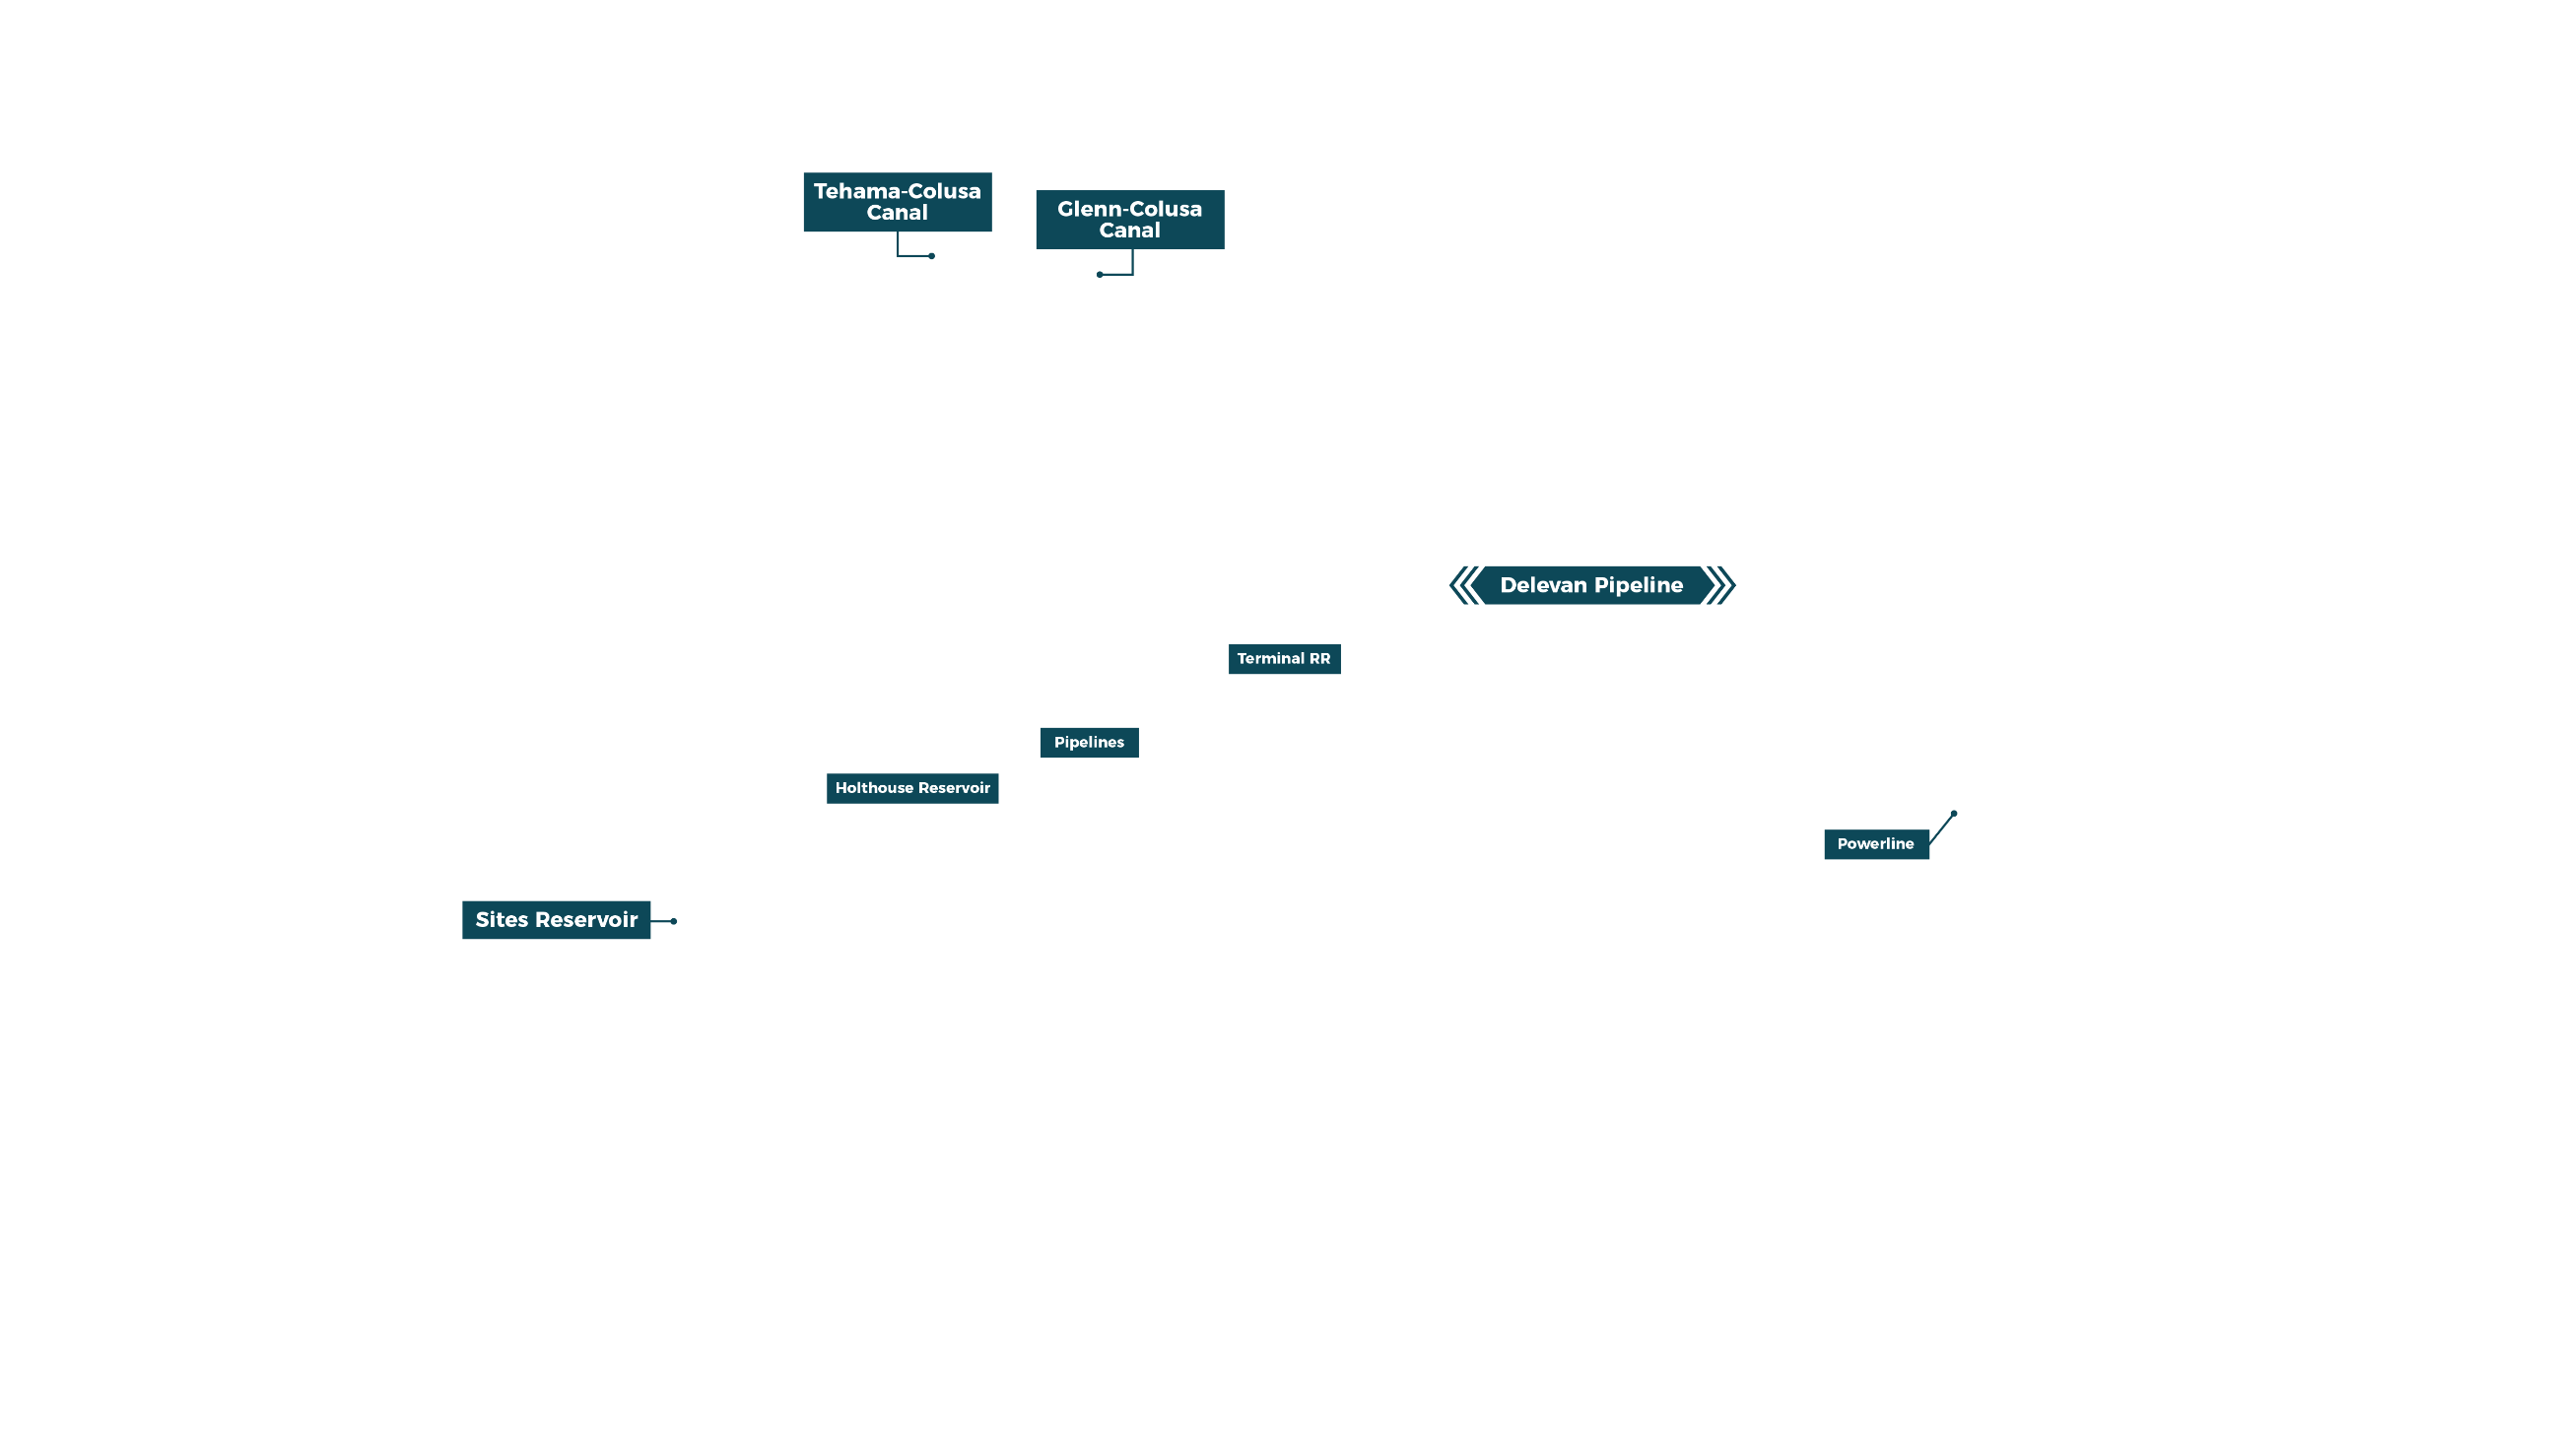 Tehama-Colusa
Canal
Glenn-Colusa
Canal
Delevan Pipeline
Terminal RR
Pipelines
Holthouse Reservoir
Powerline
Sites Reservoir